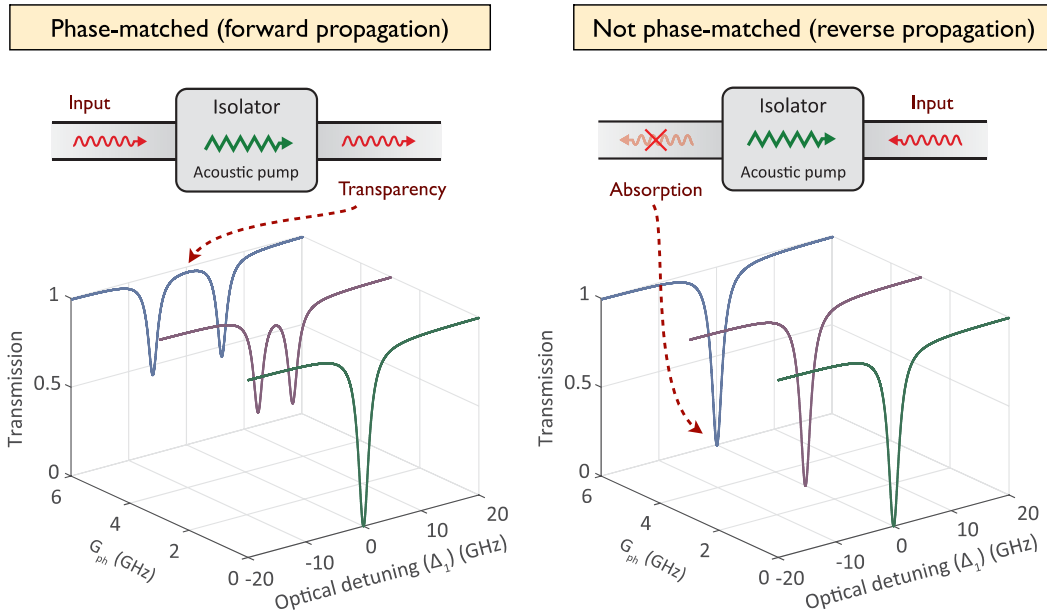 Phase-matched (forward propagation)
Input
Isolator
Acoustic pump
Transparency
1
0.5
0
Transmission
6
4
2
0
G_ph (GHz)
-20
-10
0
10
20
Optical detuning (Δ_1) (GHz)
Not phase-matched (reverse propagation)
Isolator
Input
Acoustic pump
Absorption
1
0.5
0
Transmission
6
4
2
0
G_ph (GHz)
-20
-10
0
10
20
Optical detuning (Δ_1) (GHz)